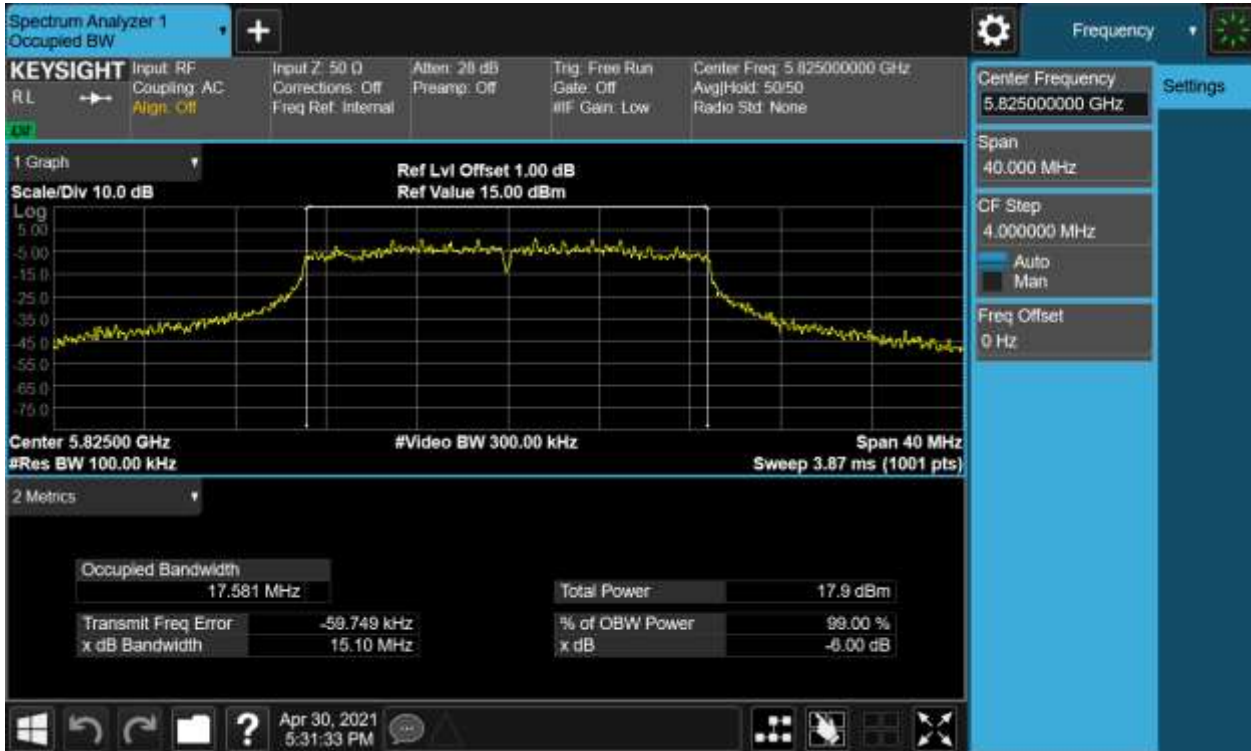 Spectrum Analyzer 1
Occupied BW
+
Frequency
KEYSIGHT
RL
Input: RF
Coupling: AC
Align: Off
Input Z: 50 Ω
Corrections: Off
Freq Ref: Internal
Atten: 28 dB
Preamp: Off
Trig: Free Run
Gate: Off
#IF Gain: Low
Center Freq: 5.825000000 GHz
Avg|Hold: 50/50
Radio Std: None
Center Frequency
5.825000000 GHz
Settings
Span
40.000 MHz
CF Step
4.000000 MHz
Auto
Man
Freq Offset
0 Hz
1 Graph
Scale/Div 10.0 dB
Ref Lvl Offset 1.00 dB
Ref Value 15.00 dBm
Log
5.00
-5.00
-15.0
-25.0
-35.0
-45.0
-55.0
-65.0
-75.0
Center 5.82500 GHz
#Video BW 300.00 kHz
Span 40 MHz
#Res BW 100.00 kHz
Sweep 3.87 ms (1001 pts)
2 Metrics
Occupied Bandwidth
17.581 MHz
Total Power 17.9 dBm
Transmit Freq Error -59.749 kHz
% of OBW Power 99.00 %
x dB Bandwidth 15.10 MHz
x dB -6.00 dB
?
Apr 30, 2021
5:31:33 PM